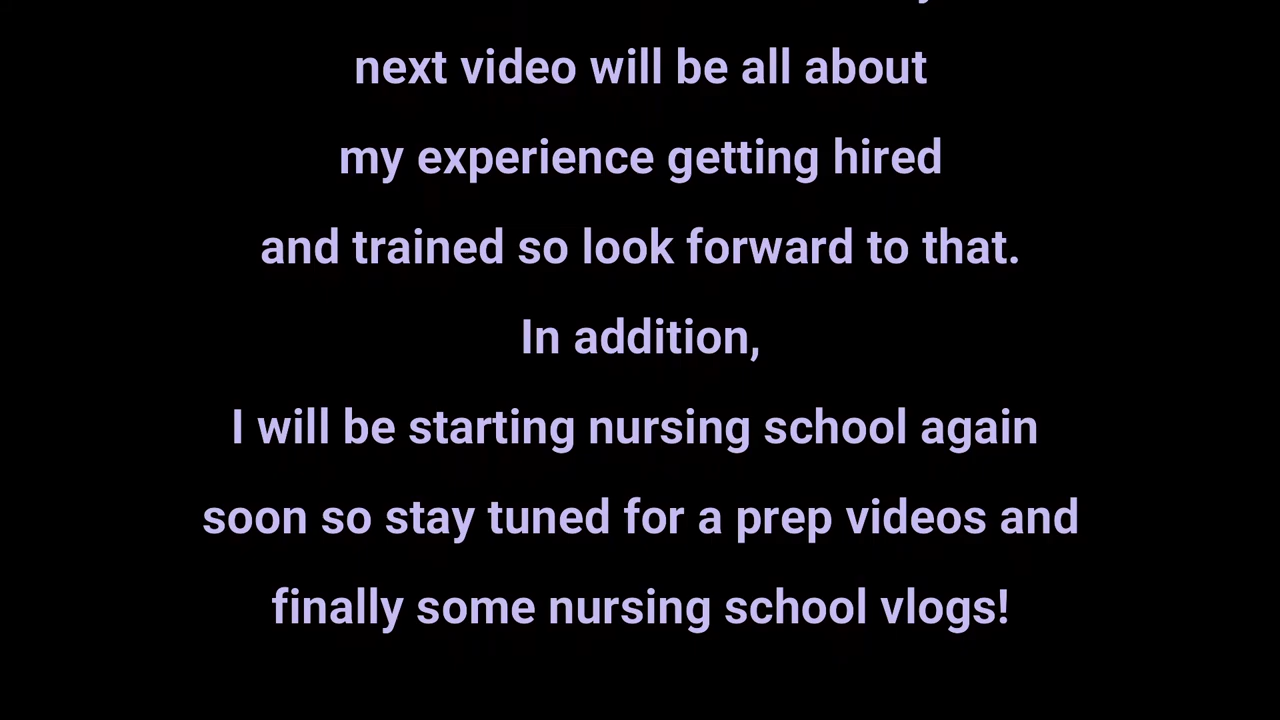 next video will be all about
my experience getting hired
and trained so look forward to that.
In addition,
I will be starting nursing school again
soon so stay tuned for a prep videos and
finally some nursing school vlogs!